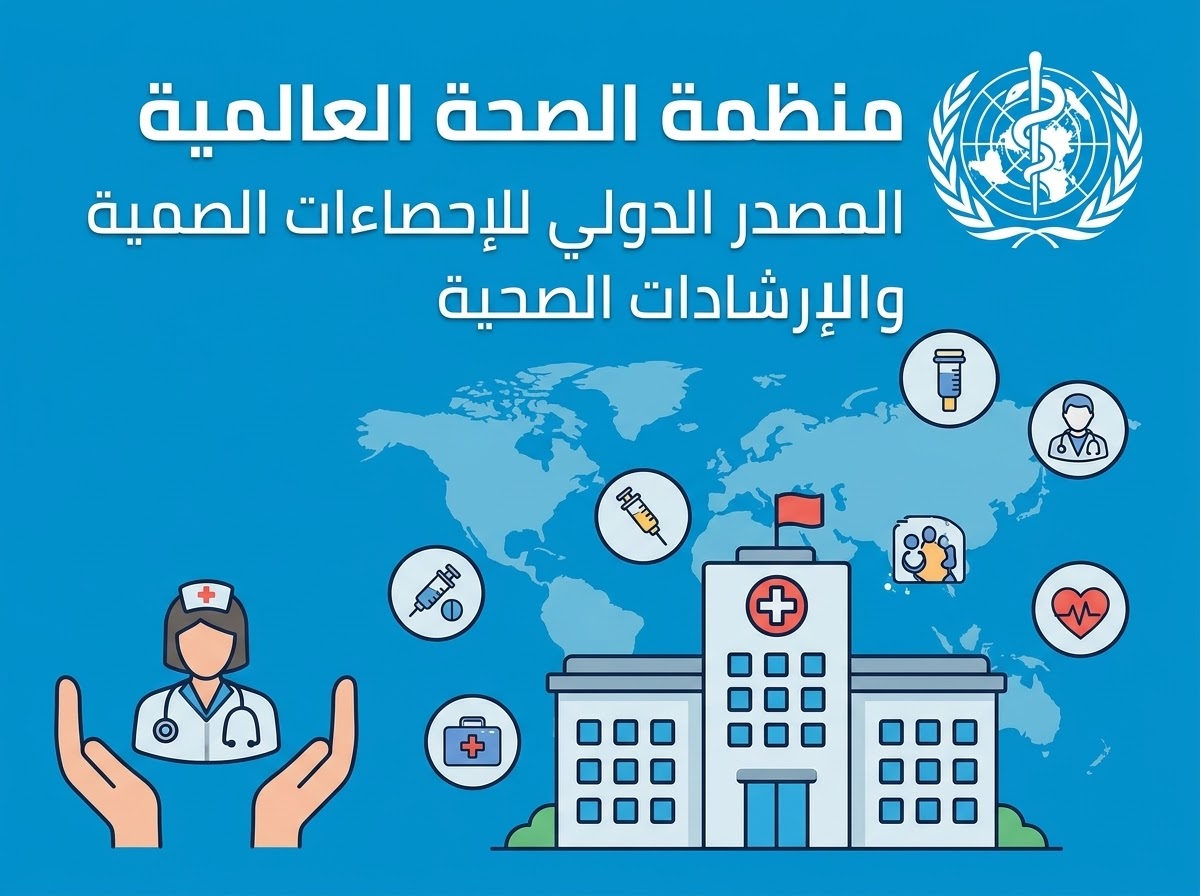 منظمة الصحة العالمية
المصدر الدولي للإحصاءات الصمية
والإرشادات الصحية